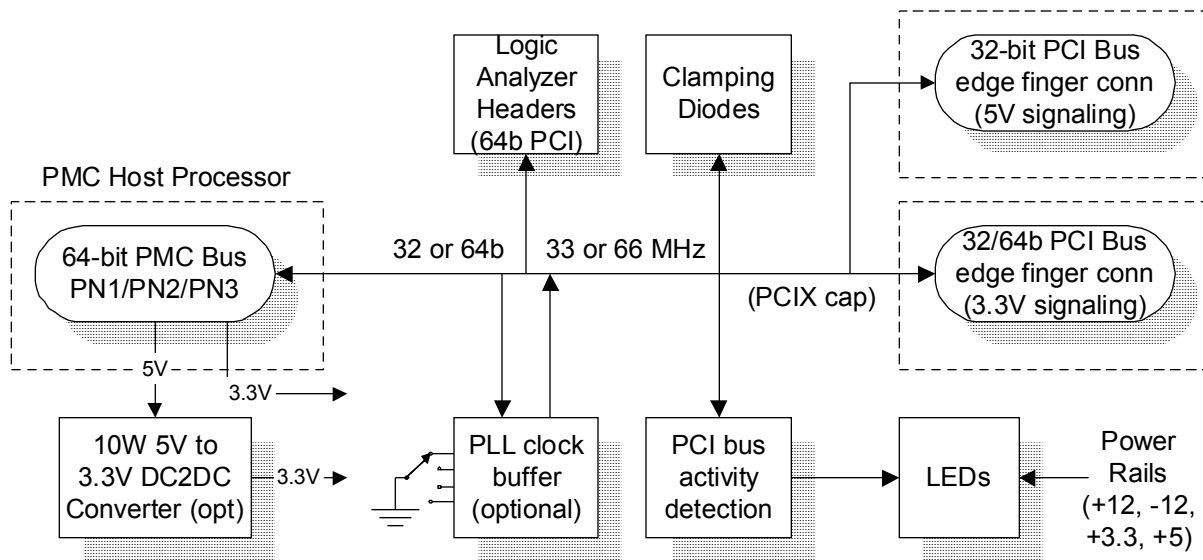 Logic
Analyzer
Headers
(64b PCI)
Clamping
Diodes
32-bit PCI Bus
edge finger conn
(5V signaling)
PMC Host Processor
64-bit PMC Bus
PN1/PN2/PN3
32 or 64b
33 or 66 MHz
(PCIX cap)
32/64b PCI Bus
edge finger conn
(3.3V signaling)
5V
3.3V
10W 5V to
3.3V DC2DC
Converter (opt)
3.3V
PLL clock
buffer
(optional)
PCI bus
activity
detection
LEDs
Power
Rails
(+12, -12,
+3.3, +5)